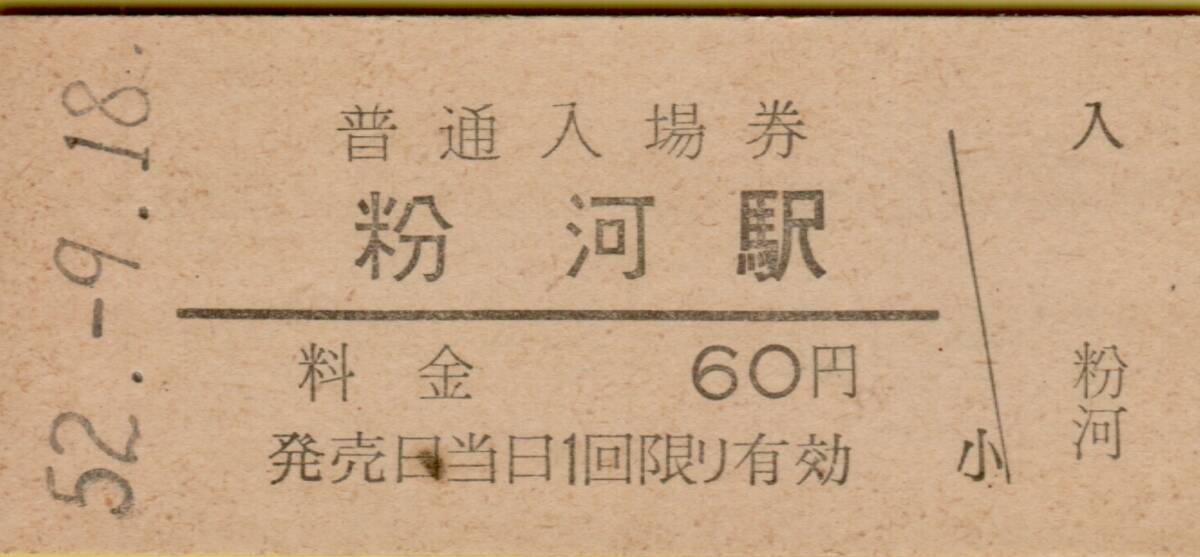 52.-9.18.
普通入場券
粉河駅
料金 60円
発売日当日1回限り有効
小
入
粉河